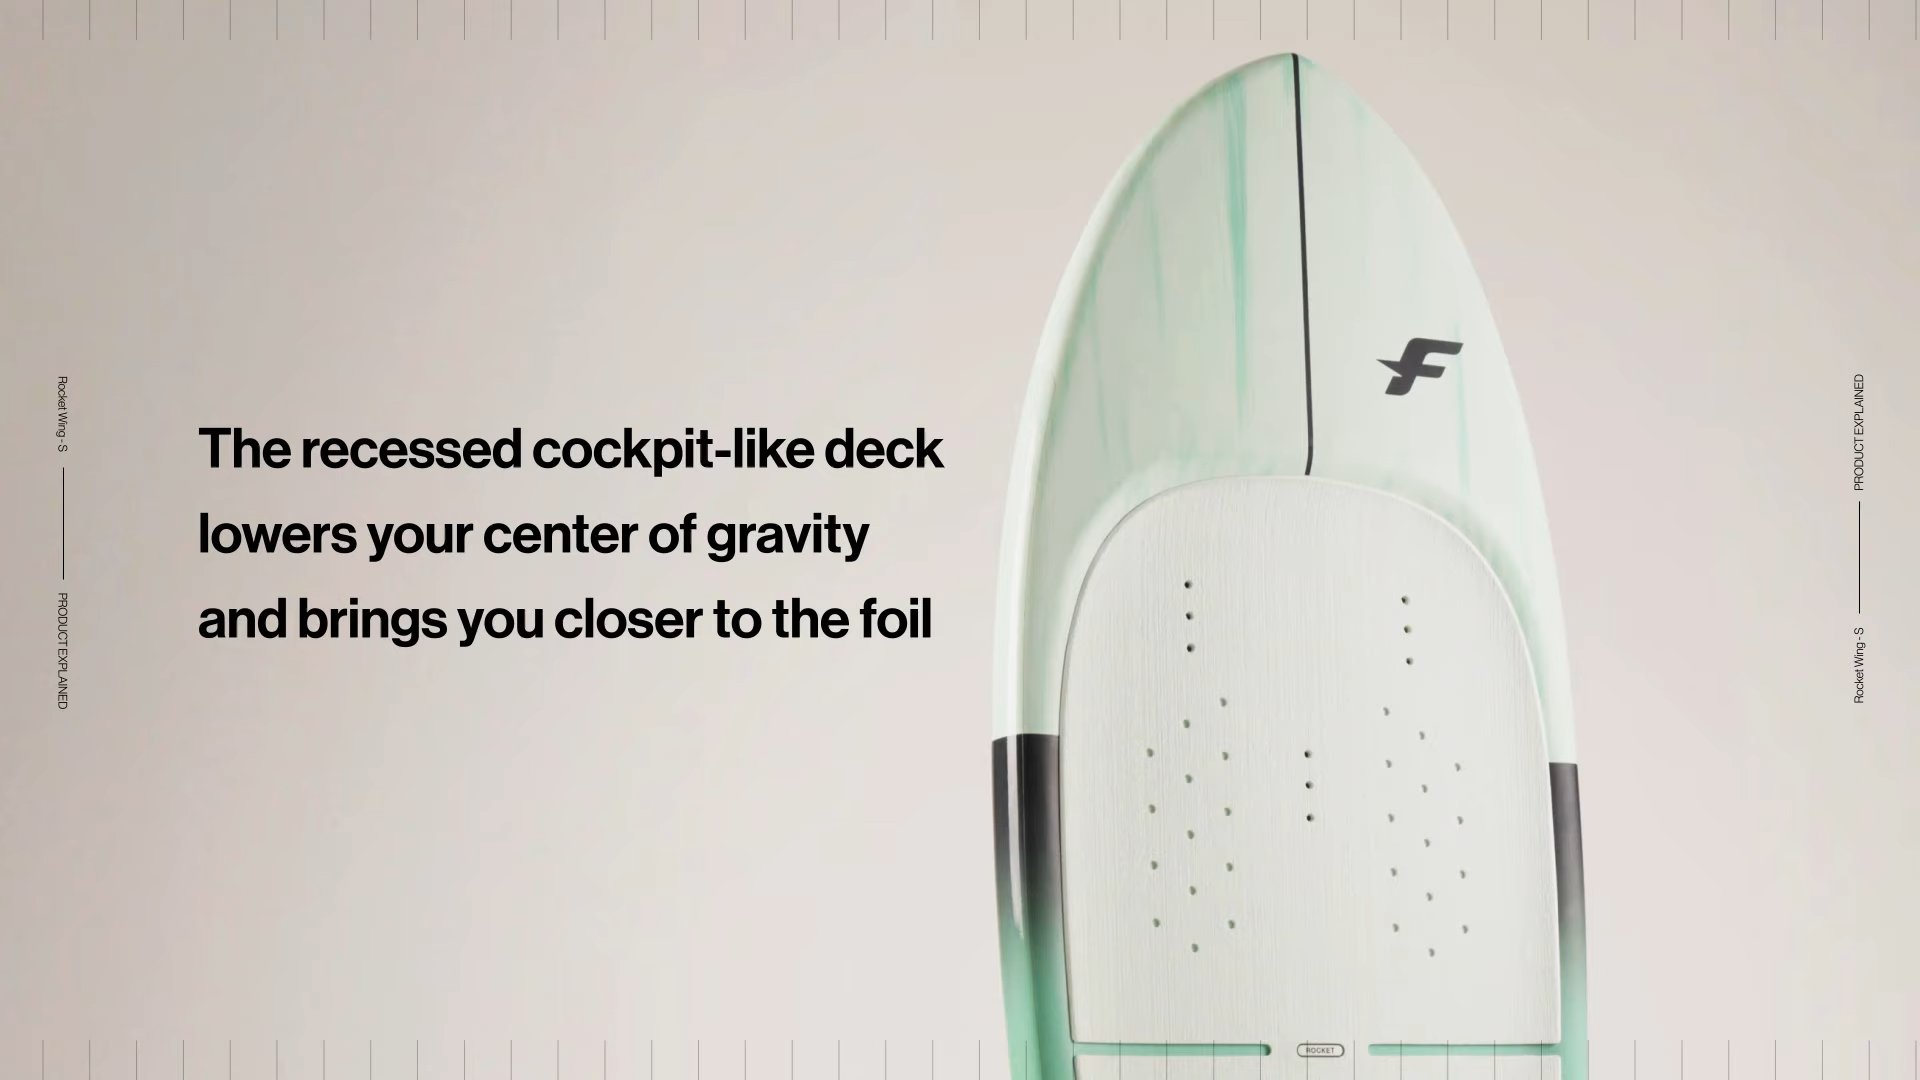 Rocket Wing - S
PRODUCT EXPLAINED
The recessed cockpit-like deck
lowers your center of gravity
and brings you closer to the foil
ROCKET
PRODUCT EXPLAINED
Rocket Wing - S